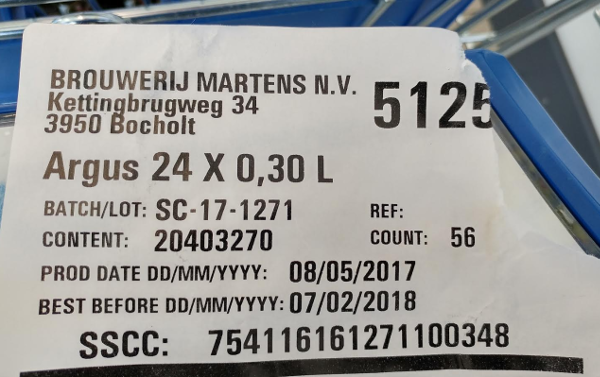 BROUWERIJ MARTENS N.V.
Kettingbrugweg 34
3950 Bocholt
5125
Argus 24 X 0,30 L
BATCH/LOT: SC-17-1271
REF:
CONTENT: 20403270
COUNT: 56
PROD DATE DD/MM/YYYY: 08/05/2017
BEST BEFORE DD/MM/YYYY: 07/02/2018
SSCC: 754116161271100348